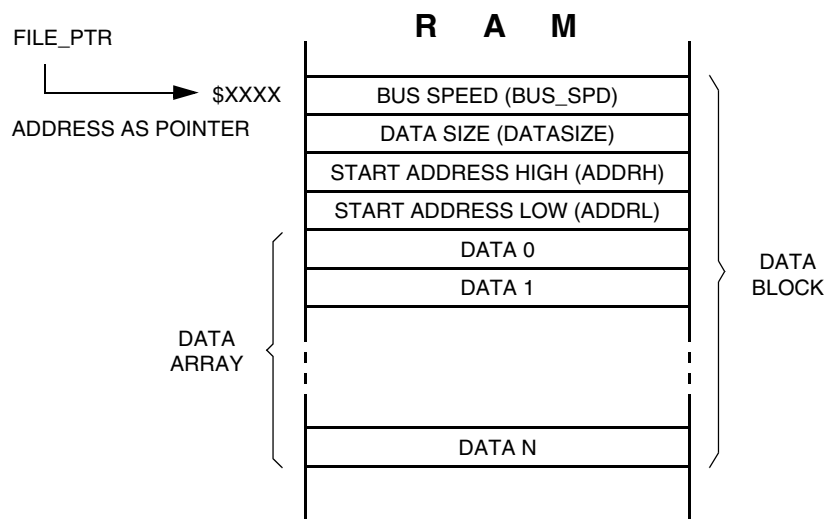 R A M
FILE_PTR
$XXXX
ADDRESS AS POINTER
BUS SPEED (BUS_SPD)
DATA SIZE (DATASIZE)
START ADDRESS HIGH (ADDRH)
START ADDRESS LOW (ADDRL)
DATA 0
DATA 1
DATA
ARRAY
DATA N
DATA
BLOCK